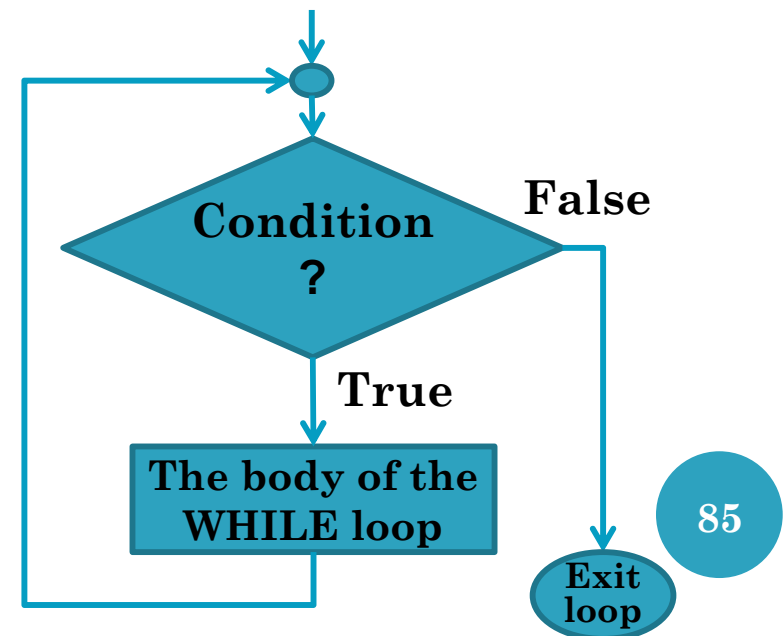 False
Condition
?
True
The body of the
WHILE loop
85
Exit
loop